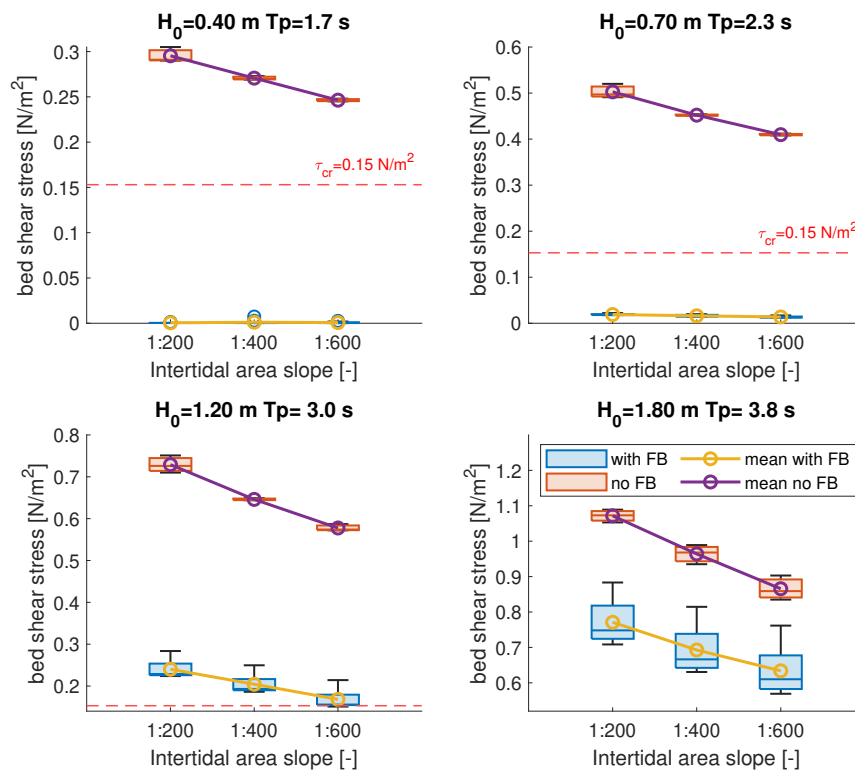 H₀=0.40 m Tp=1.7 s
bed shear stress [N/m²]
0.3
0.25
0.2
0.15
0.1
0.05
0
τcr=0.15 N/m²
1:200 1:400 1:600
Intertidal area slope [-]
H₀=0.70 m Tp=2.3 s
bed shear stress [N/m²]
0.6
0.5
0.4
0.3
0.2
0.1
0
τcr=0.15 N/m²
1:200 1:400 1:600
Intertidal area slope [-]
H₀=1.20 m Tp= 3.0 s
bed shear stress [N/m²]
0.8
0.7
0.6
0.5
0.4
0.3
0.2
1:200 1:400 1:600
Intertidal area slope [-]
H₀=1.80 m Tp= 3.8 s
with FB mean with FB
no FB mean no FB
bed shear stress [N/m²]
1.2
1.1
1
0.9
0.8
0.7
0.6
1:200 1:400 1:600
Intertidal area slope [-]